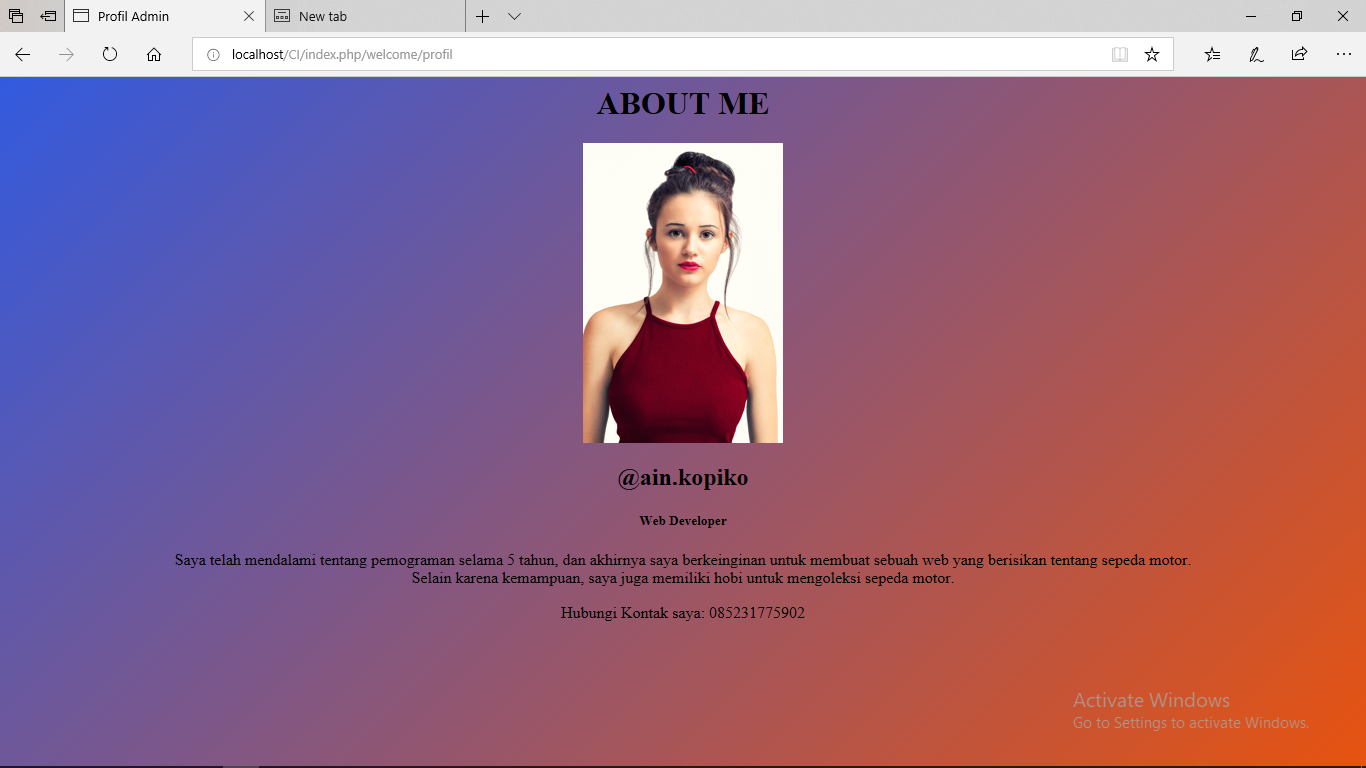 Profil Admin
New tab
localhost/CI/index.php/welcome/profil
ABOUT ME
@ain.kopiko
Web Developer
Saya telah mendalami tentang pemograman selama 5 tahun, dan akhirnya saya berkeinginan untuk membuat sebuah web yang berisikan tentang sepeda motor.
Selain karena kemampuan, saya juga memiliki hobi untuk mengoleksi sepeda motor.
Hubungi Kontak saya: 085231775902
Activate Windows
Go to Settings to activate Windows.